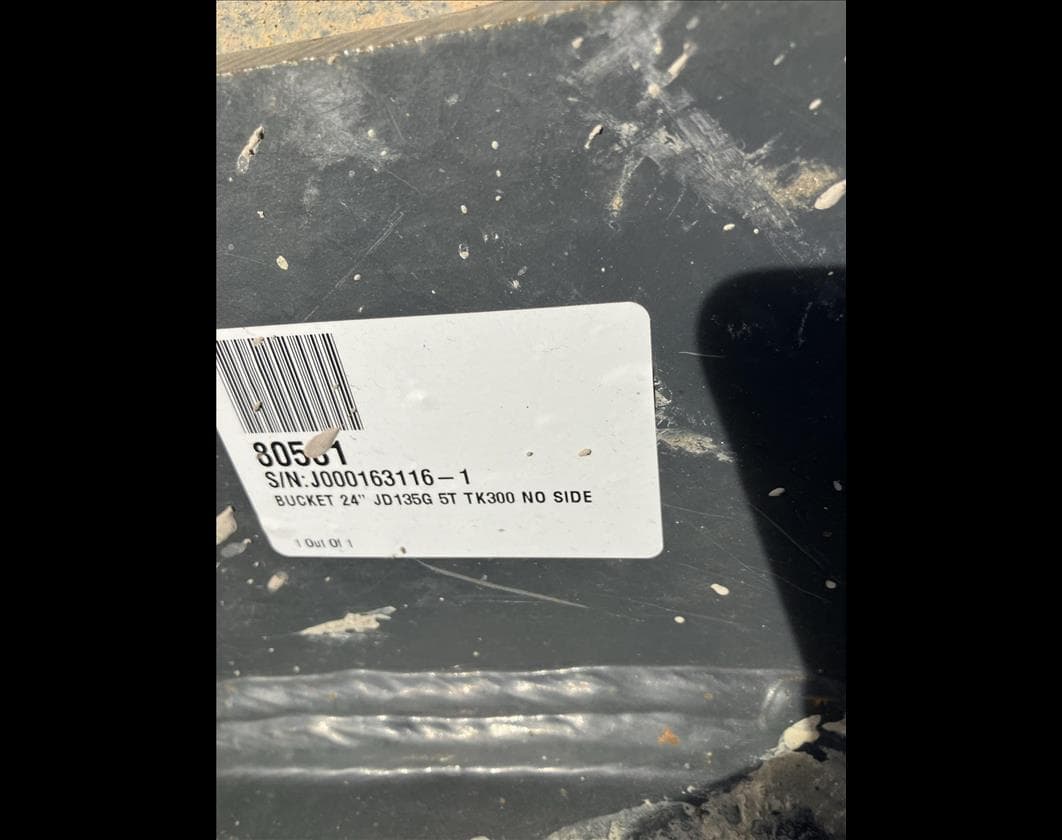 S/N:J000163116-1
BUCKET 24" JD135G 5T TK300 NO SIDE
1 Out Of 1